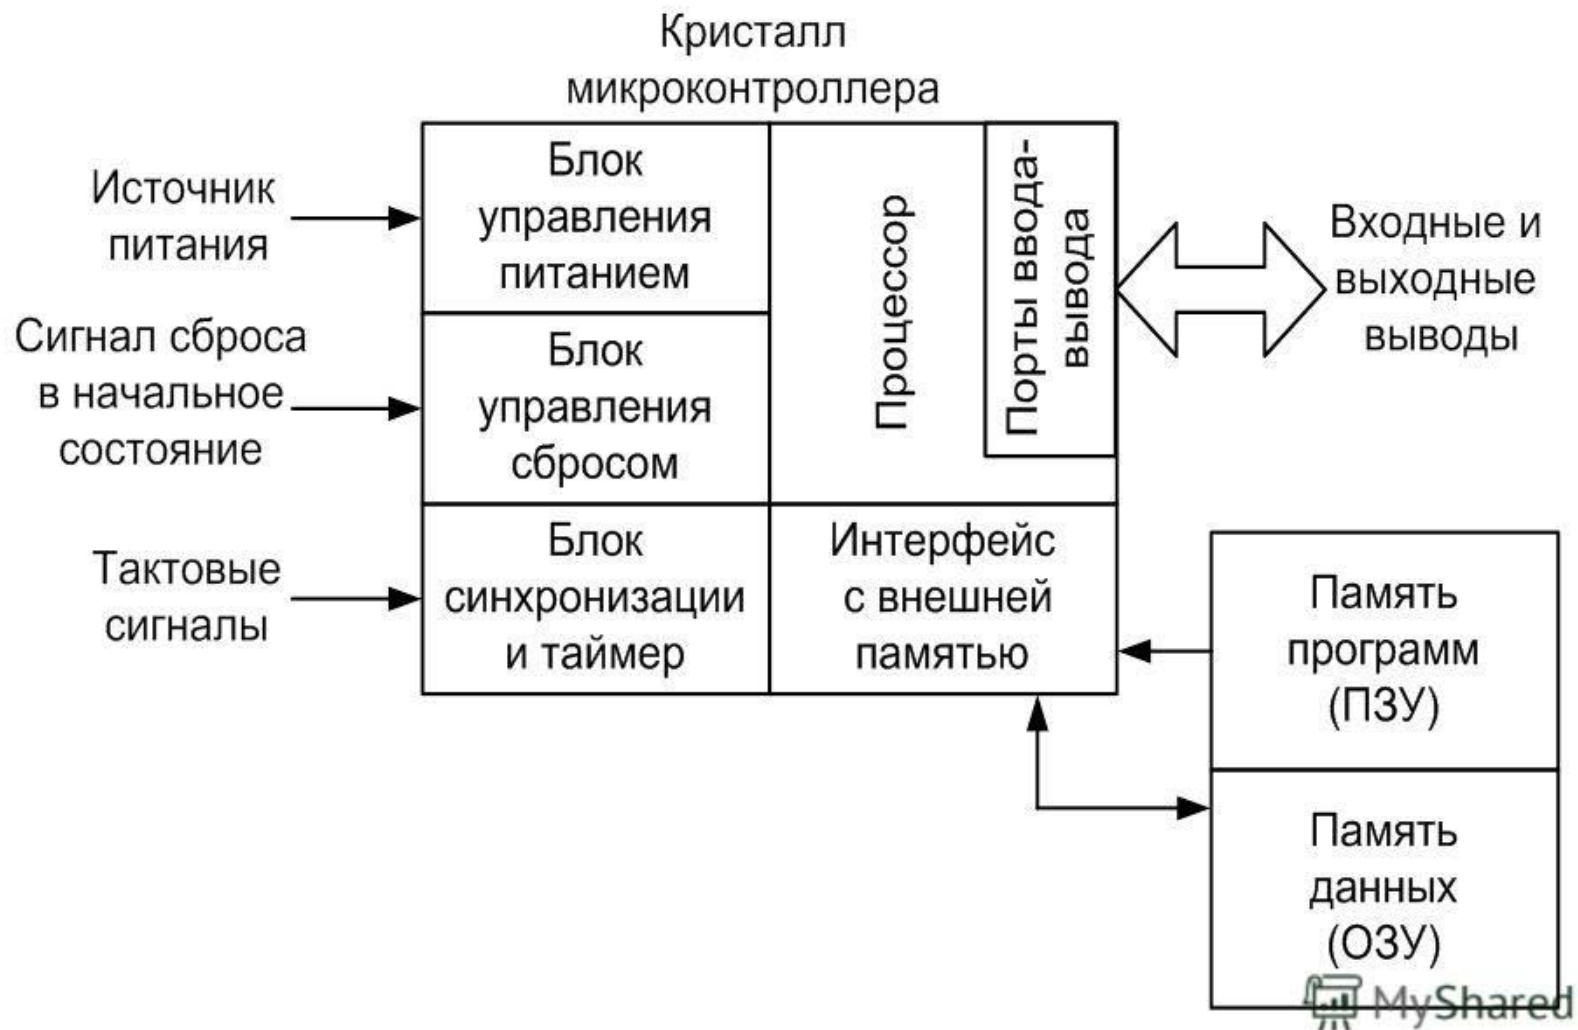 Кристалл
микроконтроллера
Источник
питания
Блок
управления
питанием
Процессор
Порты ввода-
вывода
Входные и
выходные
выводы
Сигнал сброса
в начальное
состояние
Блок
управления
сбросом
Тактовые
сигналы
Блок
синхронизации
и таймер
Интерфейс
с внешней
памятью
Память
программ
(ПЗУ)
Память
данных
(ОЗУ)
MyShared